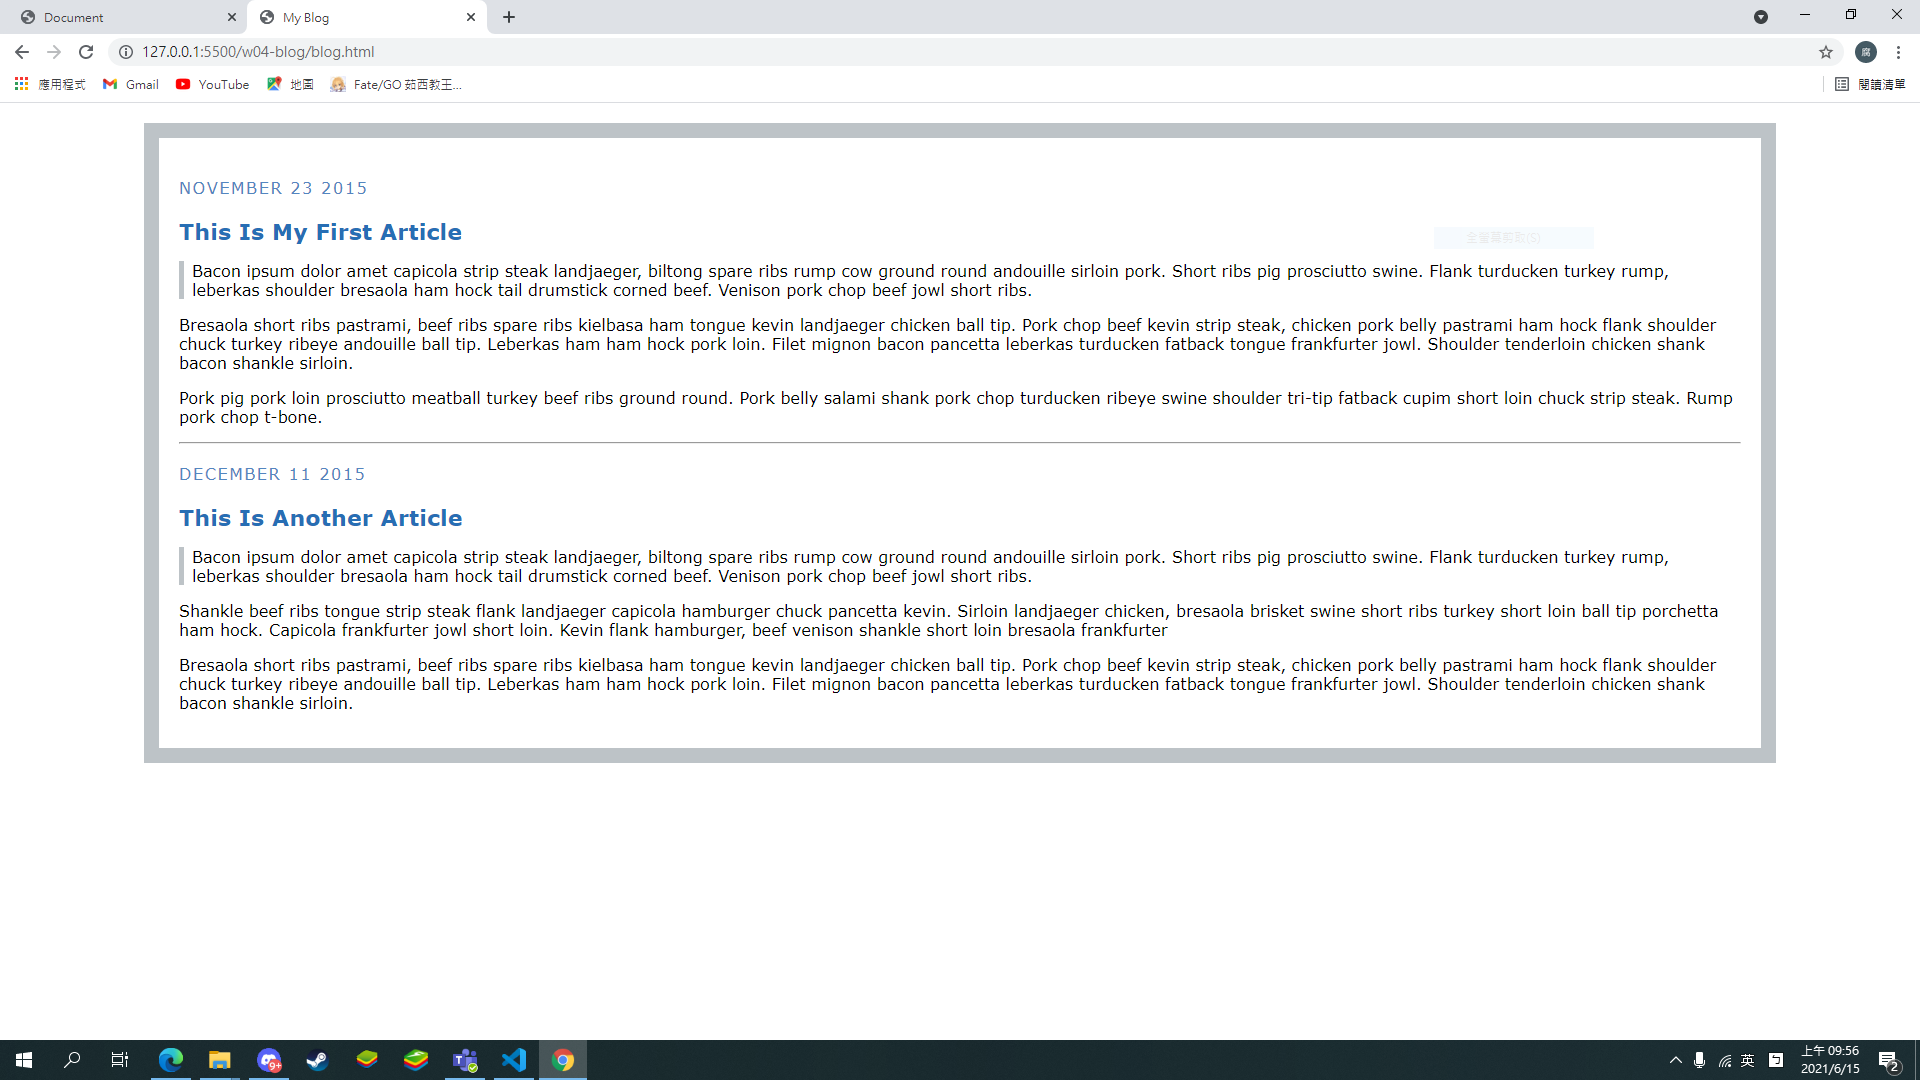 Document
My Blog
127.0.0.1:5500/w04-blog/blog.html
應用程式
Gmail
YouTube
地圖
Fate/GO 茹西教王...
閱讀清單
NOVEMBER 23 2015
This Is My First Article
全螢幕剪取(S)
Bacon ipsum dolor amet capicola strip steak landjaeger, biltong spare ribs rump cow ground round andouille sirloin pork. Short ribs pig prosciutto swine. Flank turducken turkey rump,
leberkas shoulder bresaola ham hock tail drumstick corned beef. Venison pork chop beef jowl short ribs.
Bresaola short ribs pastrami, beef ribs spare ribs kielbasa ham tongue kevin landjaeger chicken ball tip. Pork chop beef kevin strip steak, chicken pork belly pastrami ham hock flank shoulder
chuck turkey ribeye andouille ball tip. Leberkas ham ham hock pork loin. Filet mignon bacon pancetta leberkas turducken fatback tongue frankfurter jowl. Shoulder tenderloin chicken shank
bacon shankle sirloin.
Pork pig pork loin prosciutto meatball turkey beef ribs ground round. Pork belly salami shank pork chop turducken ribeye swine shoulder tri-tip fatback cupim short loin chuck strip steak. Rump
pork chop t-bone.
DECEMBER 11 2015
This Is Another Article
Bacon ipsum dolor amet capicola strip steak landjaeger, biltong spare ribs rump cow ground round andouille sirloin pork. Short ribs pig prosciutto swine. Flank turducken turkey rump,
leberkas shoulder bresaola ham hock tail drumstick corned beef. Venison pork chop beef jowl short ribs.
Shankle beef ribs tongue strip steak flank landjaeger capicola hamburger chuck pancetta kevin. Sirloin landjaeger chicken, bresaola brisket swine short ribs turkey short loin ball tip porchetta
ham hock. Capicola frankfurter jowl short loin. Kevin flank hamburger, beef venison shankle short loin bresaola frankfurter
Bresaola short ribs pastrami, beef ribs spare ribs kielbasa ham tongue kevin landjaeger chicken ball tip. Pork chop beef kevin strip steak, chicken pork belly pastrami ham hock flank shoulder
chuck turkey ribeye andouille ball tip. Leberkas ham ham hock pork loin. Filet mignon bacon pancetta leberkas turducken fatback tongue frankfurter jowl. Shoulder tenderloin chicken shank
bacon shankle sirloin.
9+
英
上午 09:56
2021/6/15
2